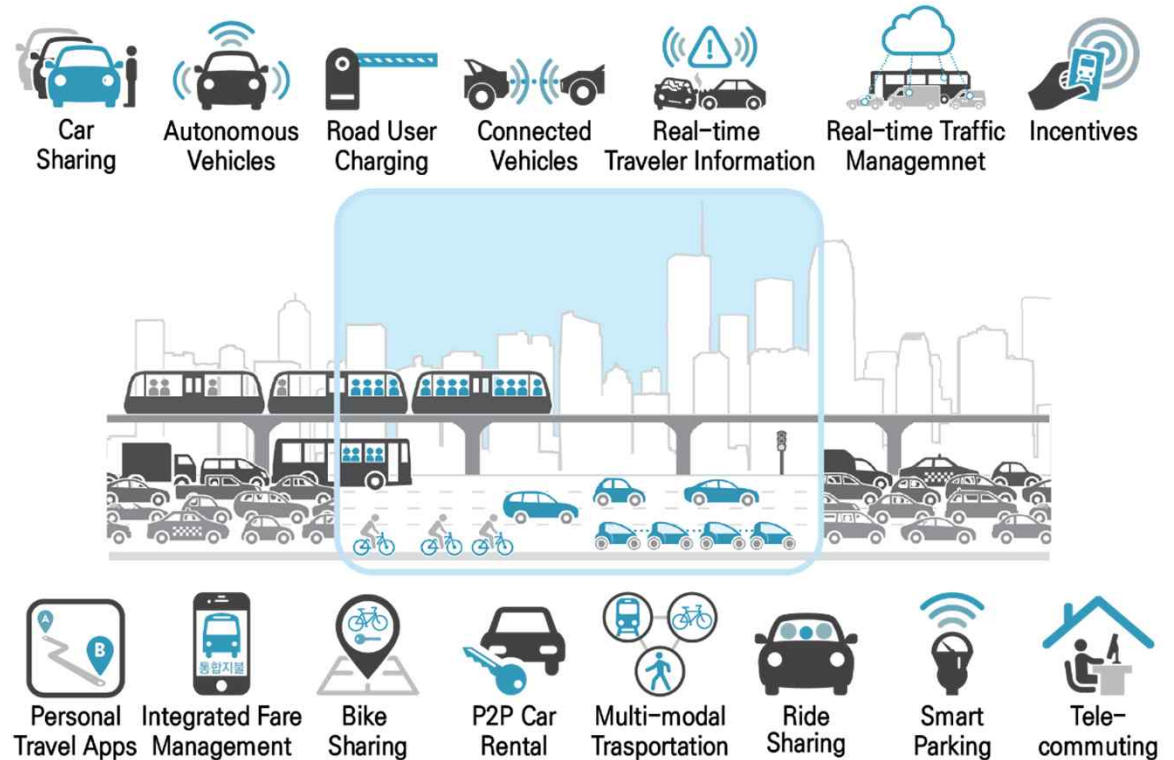 Car
Sharing
Autonomous
Vehicles
Road User
Charging
Connected
Vehicles
Real-time
Traveler Information
Real-time Traffic
Managemnet
Incentives
A
B
통합지불
Personal
Travel Apps
Integrated Fare
Management
Bike
Sharing
P2P Car
Rental
Multi-modal
Trasportation
Ride
Sharing
Smart
Parking
Tele-
commuting